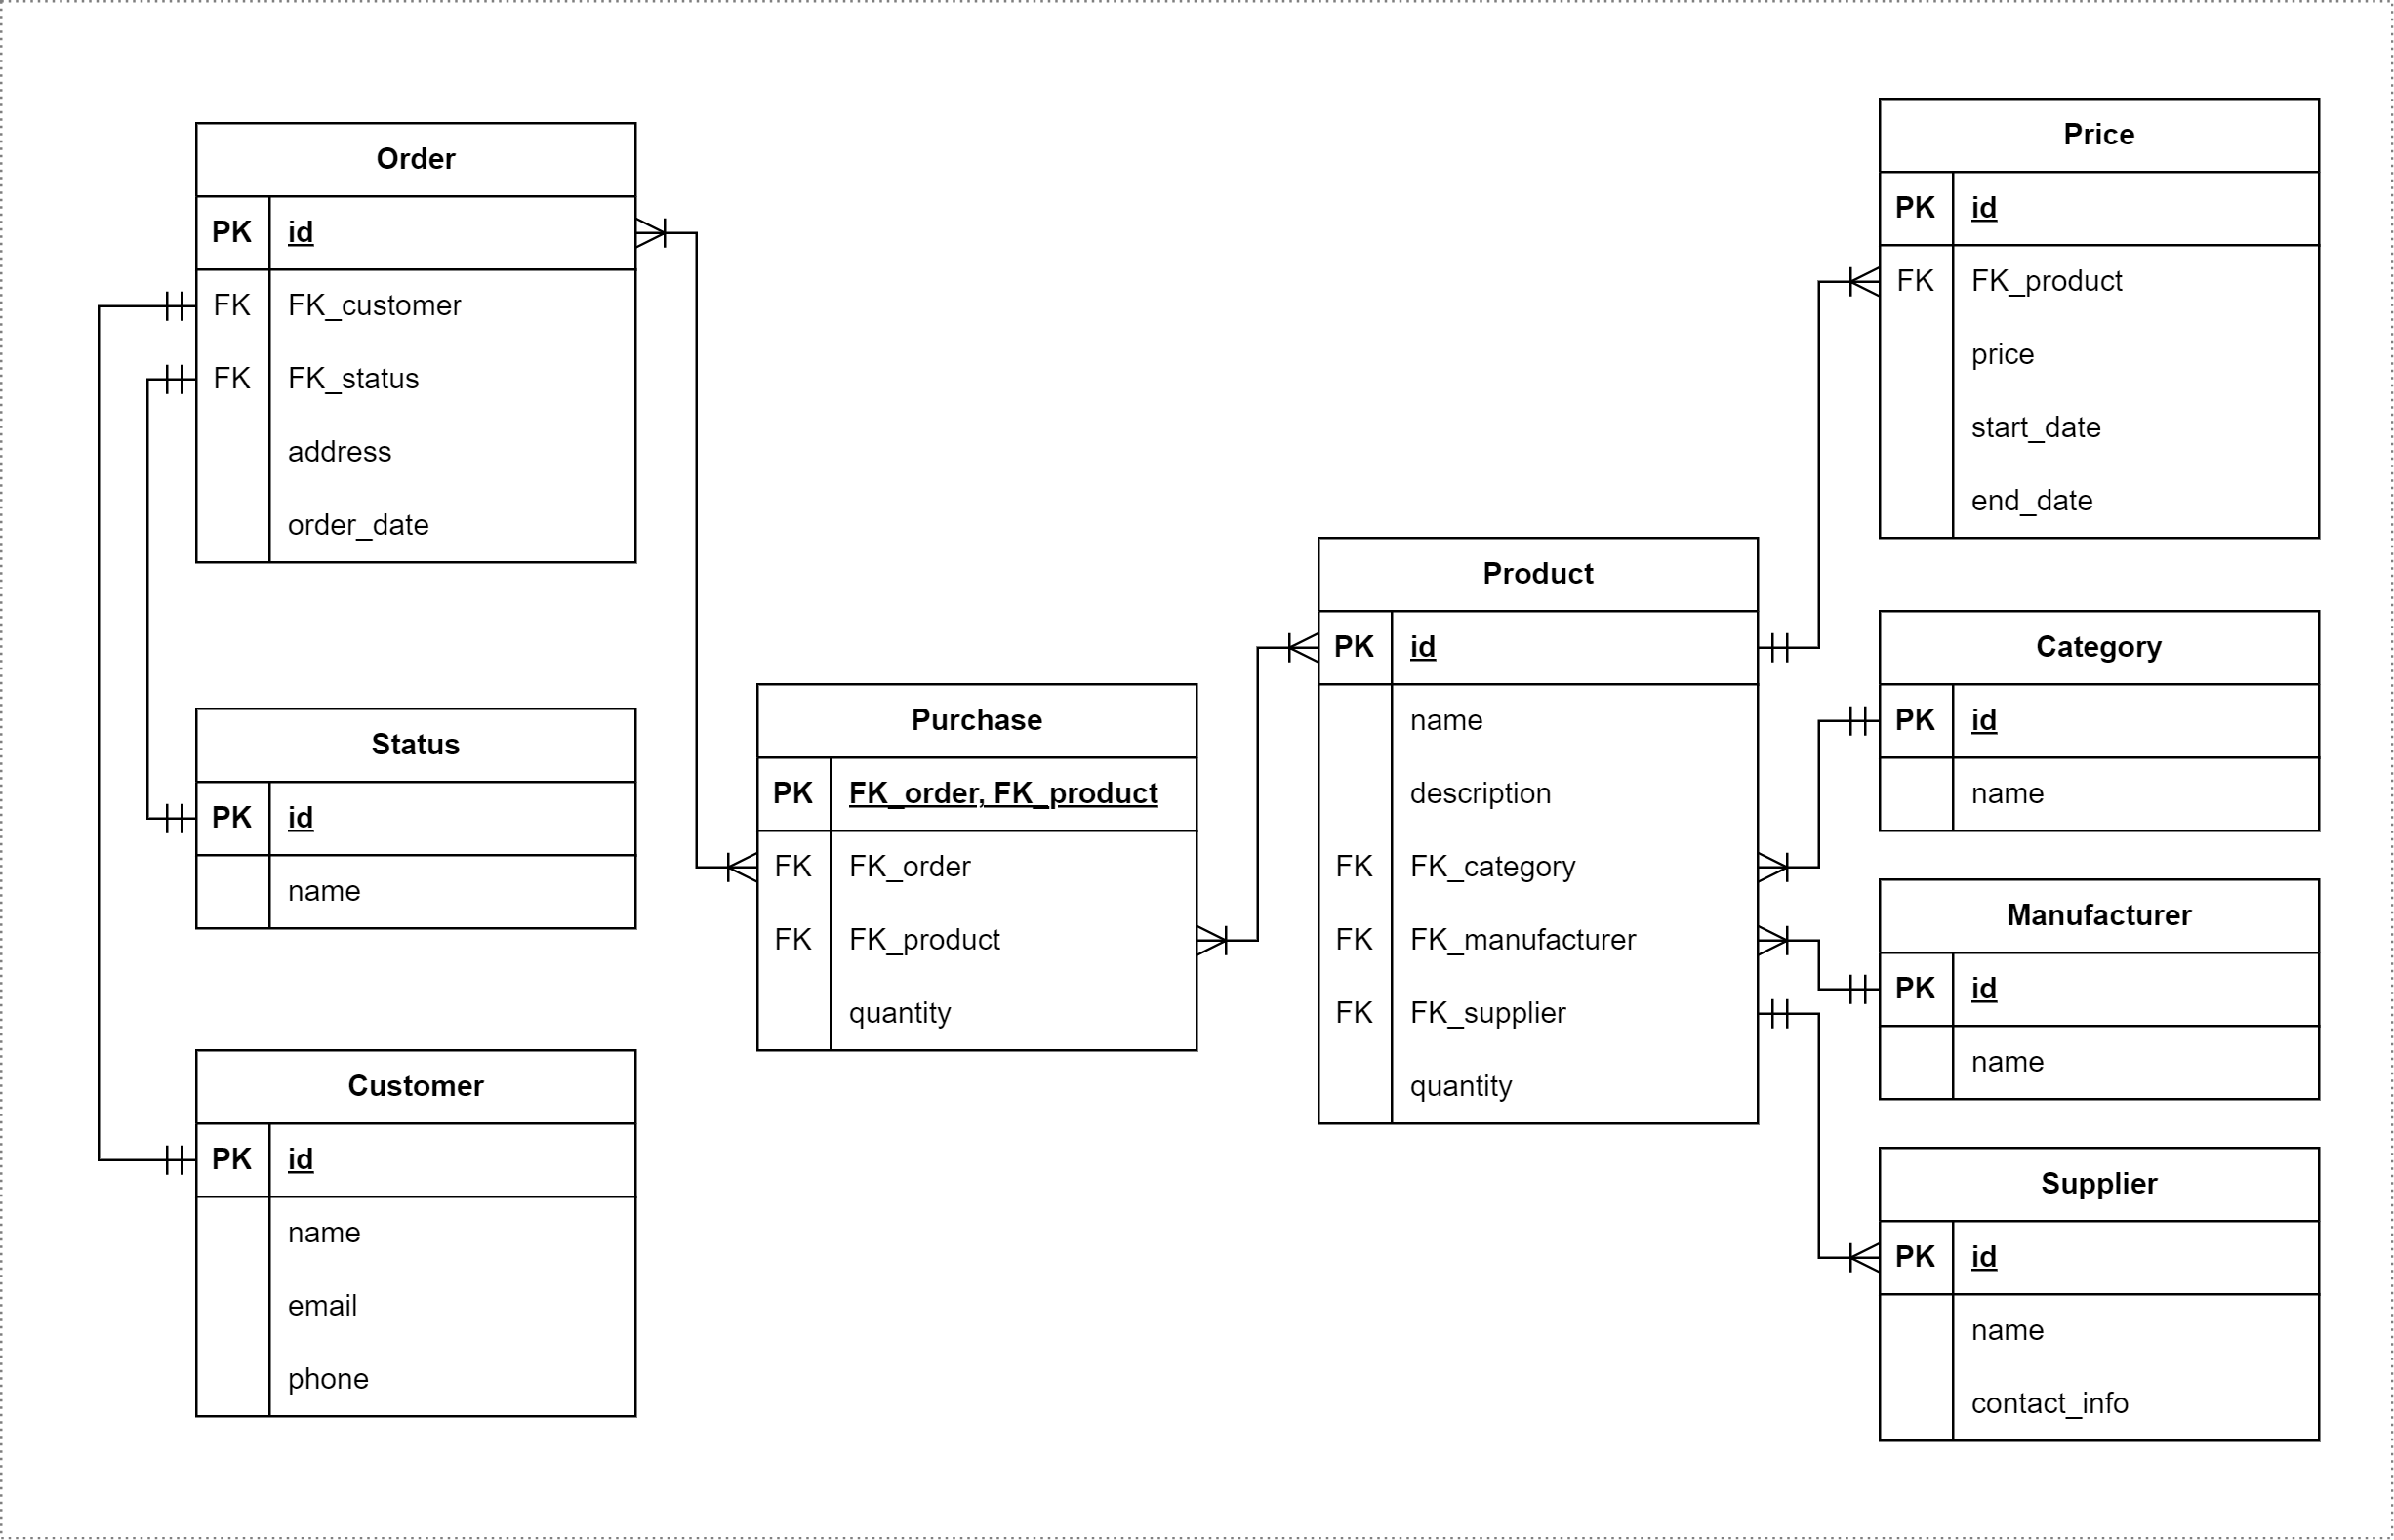 Order
PK id
FK FK_customer
FK FK_status
address
order_date
Status
PK id
name
Customer
PK id
name
email
phone
Purchase
PK FK_order, FK_product
FK FK_order
FK FK_product
quantity
Product
PK id
name
description
FK FK_category
FK FK_manufacturer
FK FK_supplier
quantity
Price
PK id
FK FK_product
price
start_date
end_date
Category
PK id
name
Manufacturer
PK id
name
Supplier
PK id
name
contact_info